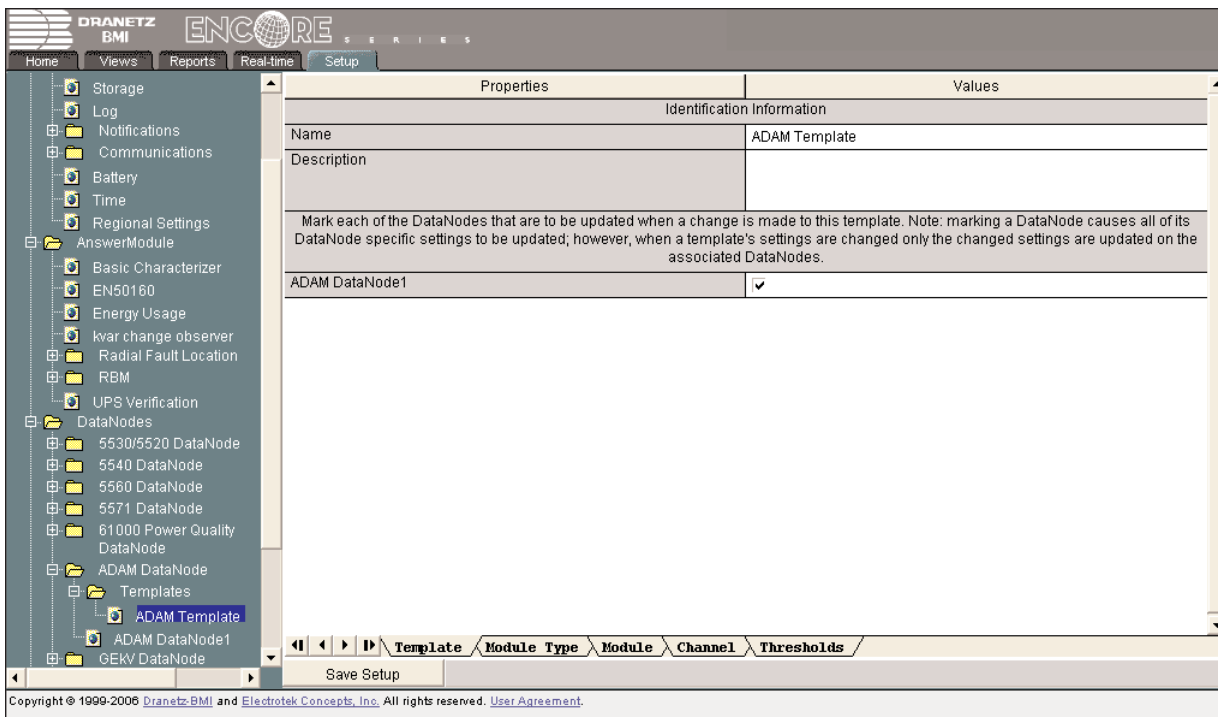 DRANETZ
BMI
ENCORE
SERIES
Home Views Reports Real-time Setup
Storage
Log
Notifications
Communications
Battery
Time
Regional Settings
AnswerModule
Basic Characterizer
EN50160
Energy Usage
kvar change observer
Radial Fault Location
RBM
UPS Verification
DataNodes
5530/5520 DataNode
5540 DataNode
5560 DataNode
5571 DataNode
61000 Power Quality
DataNode
ADAM DataNode
Templates
ADAM Template
ADAM DataNode1
GEkV DataNode
Properties Values
Identification Information
Name ADAM Template
Description
Mark each of the DataNodes that are to be updated when a change is made to this template. Note: marking a DataNode causes all of its
DataNode specific settings to be updated; however, when a template's settings are changed only the changed settings are updated on the
associated DataNodes.
ADAM DataNode1
Template Module Type Module Channel Thresholds
Save Setup
Copyright © 1999-2006 Dranetz-BMI and Electrotek Concepts, Inc. All rights reserved. User Agreement.